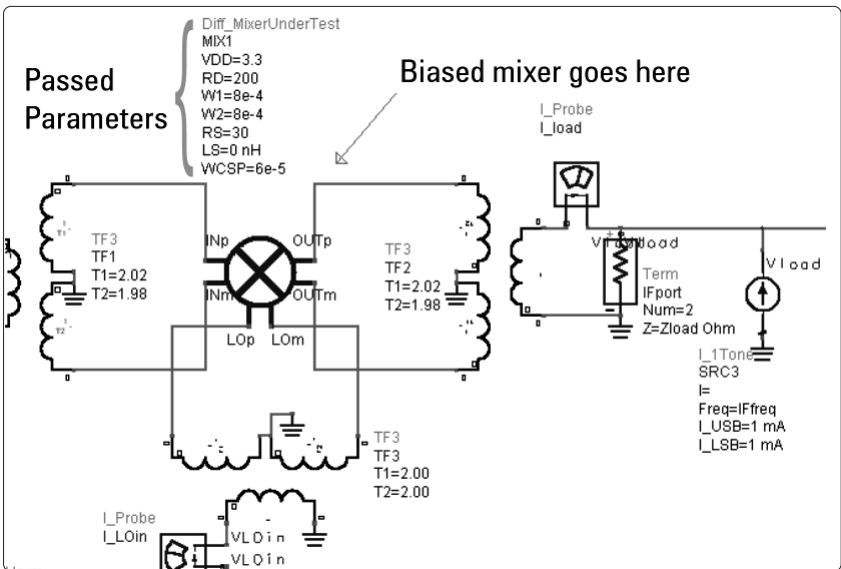 Diff_MixerUnderTest
MIX1
VDD=3.3
RD=200
W1=8e-4
W2=8e-4
RS=30
LS=0 nH
WCSP=6e-5
Passed
Parameters
Biased mixer goes here
I_Probe
I_load
TF3
TF1
T1=2.02
T2=1.98
INp
OUTp
INm
OUTm
LOp LOm
TF3
TF2
T1=2.02
T2=1.98
Term
IFport
Num=2
Z=Zload Ohm
Vload
I_1Tone
SRC3
I=
Freq=IFfreq
I_USB=1 mA
I_LSB=1 mA
TF3
TF3
T1=2.00
T2=2.00
I_Probe
I_LOin
VLOin
VLOin